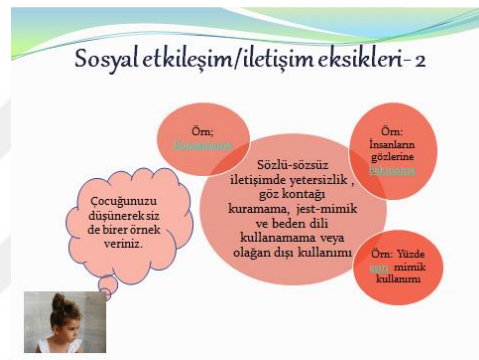 Sosyal etkileşim/iletişim eksikleri- 2
Örn;
Konuşmama
Örn:
İnsanların
gözlerine
bakmama
Sözlü-sözsüz
iletişimde yetersizlik ,
göz kontağı
kuramama, jest-mimik
ve beden dili
kullanamama veya
olağan dışı kullanımı
Çocuğunuzu
düşünerek siz
de birer örnek
veriniz.
Örn: Yüzde
aşırı mimik
kullanımı